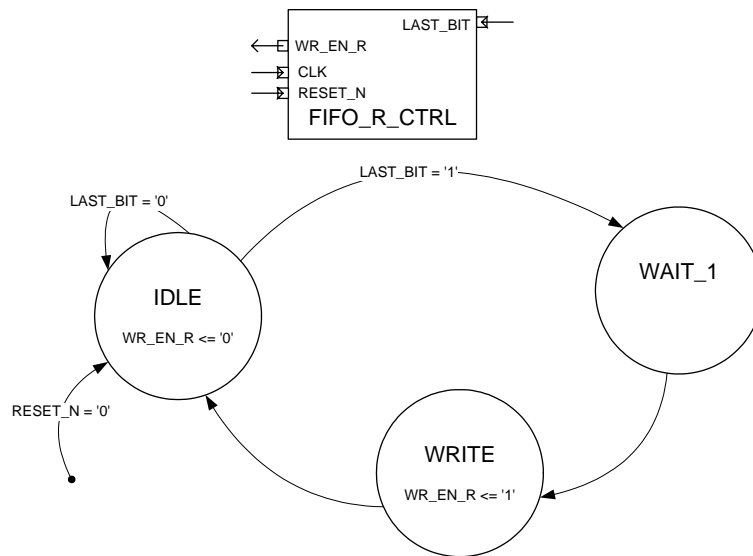 LAST_BIT
WR_EN_R
CLK
RESET_N
FIFO_R_CTRL
LAST_BIT = '1'
LAST_BIT = '0'
WAIT_1
IDLE
WR_EN_R <= '0'
RESET_N = '0'
WRITE
WR_EN_R <= '1'